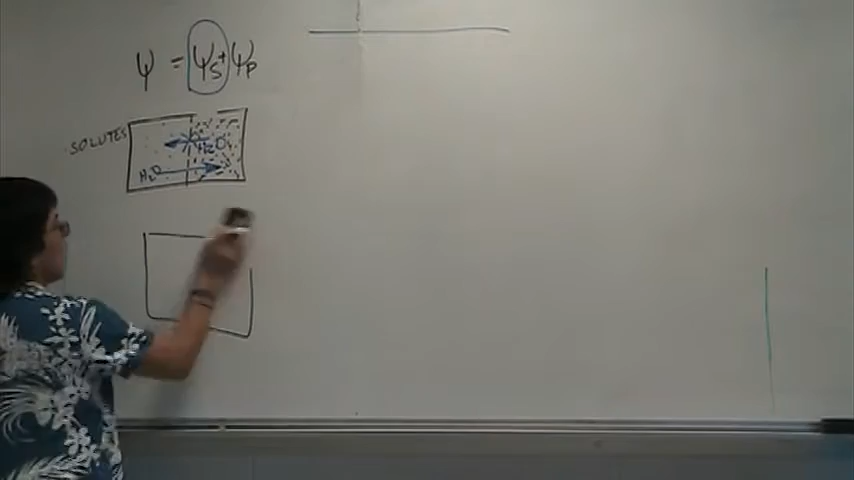 Ψ = Ψs + Ψp
SOLUTES
H2O
H2O